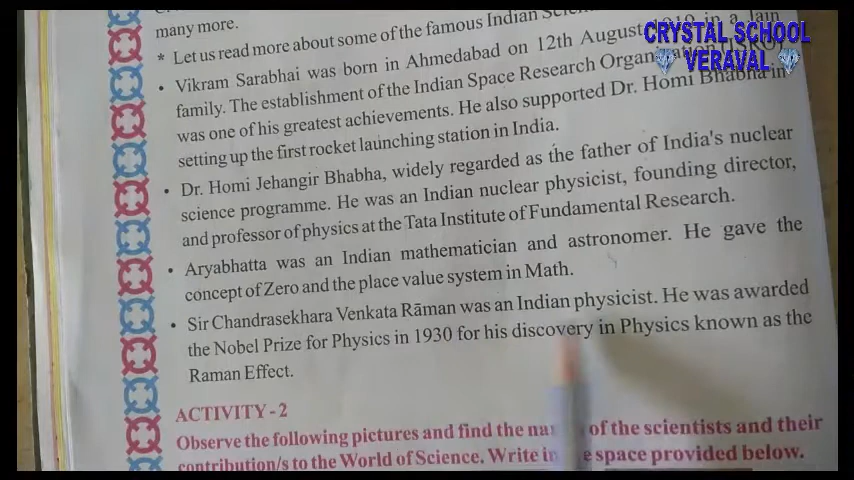 many more.
* Let us read more about some of the famous Indian
• Vikram Sarabhai was born in Ahmedabad on 12th August in a Jain
family. The establishment of the Indian Space Research Organization (ISRO)
was one of his greatest achievements. He also supported Dr. Homi Bhabha in
setting up the first rocket launching station in India.
• Dr. Homi Jehangir Bhabha, widely regarded as the father of India's nuclear
science programme. He was an Indian nuclear physicist, founding director,
and professor of physics at the Tata Institute of Fundamental Research.
• Aryabhatta was an Indian mathematician and astronomer. He gave the
concept of Zero and the place value system in Math.
• Sir Chandrasekhara Venkata Rāman was an Indian physicist. He was awarded
the Nobel Prize for Physics in 1930 for his discovery in Physics known as the
Raman Effect.
ACTIVITY - 2
Observe the following pictures and find the of the scientists and their
contribution/s to the World of Science. Write in space provided below.
CRYSTAL SCHOOL
VERAVAL